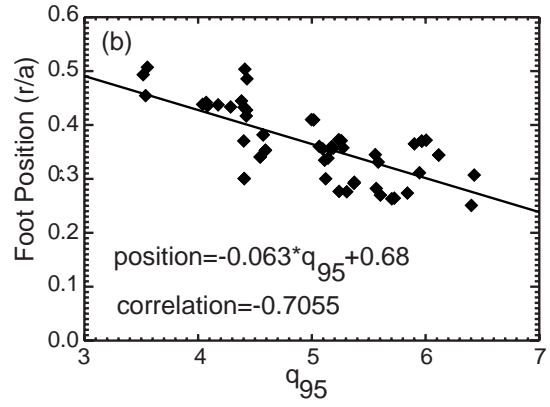 (b)
Foot Position (r/a)
0.6
0.5
0.4
0.3
0.2
0.1
0.0
position=-0.063*q95+0.68
correlation=-0.7055
3 4 5 6 7
q95